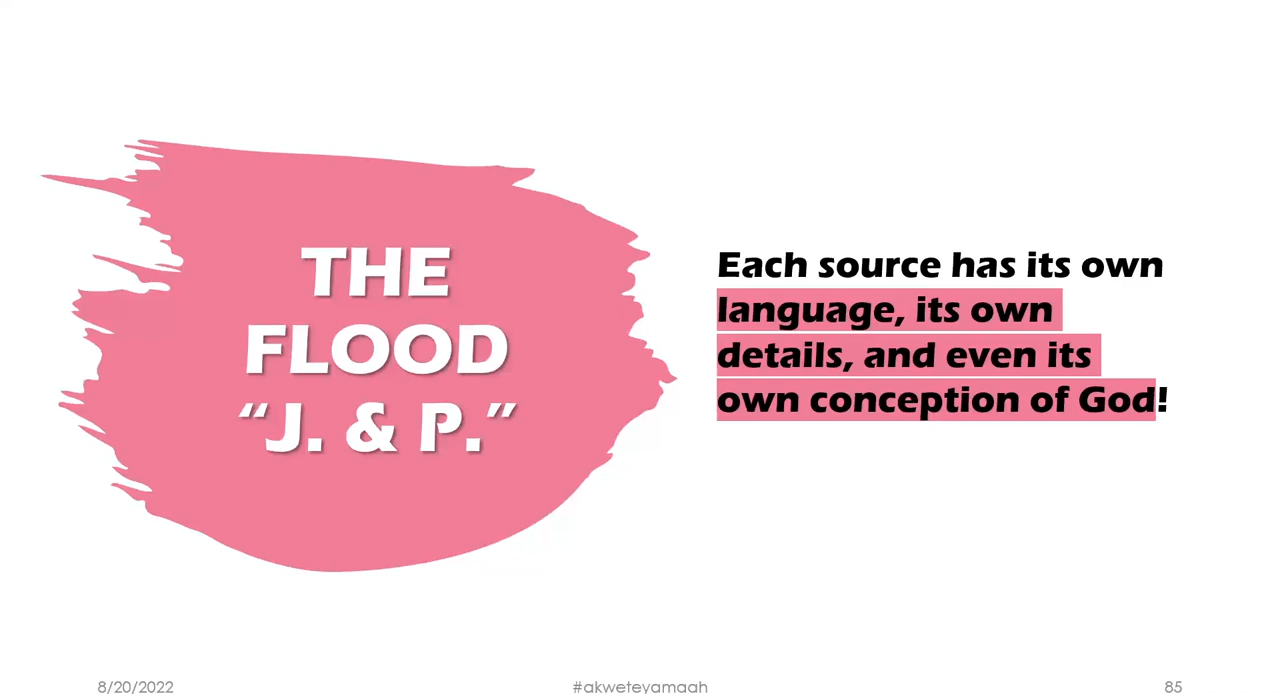 THE
FLOOD
“J. & P.”
Each source has its own
language, its own
details, and even its
own conception of God!
8/20/2022
#akweteyamaah
85